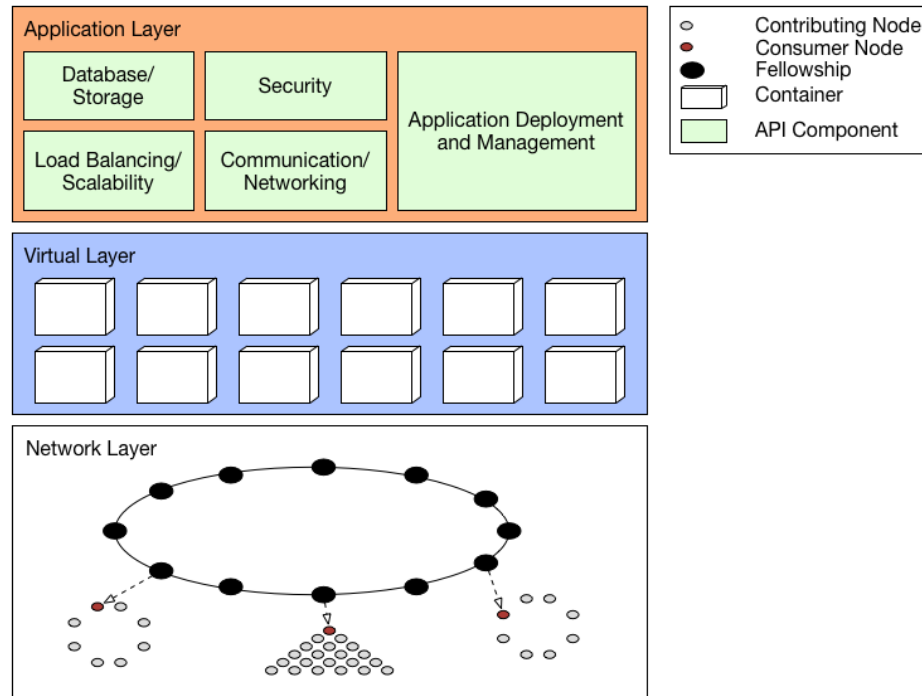 Application Layer
Database/
Storage
Security
Application Deployment
and Management
Load Balancing/
Scalability
Communication/
Networking
Virtual Layer
Network Layer
Contributing Node
Consumer Node
Fellowship
Container
API Component